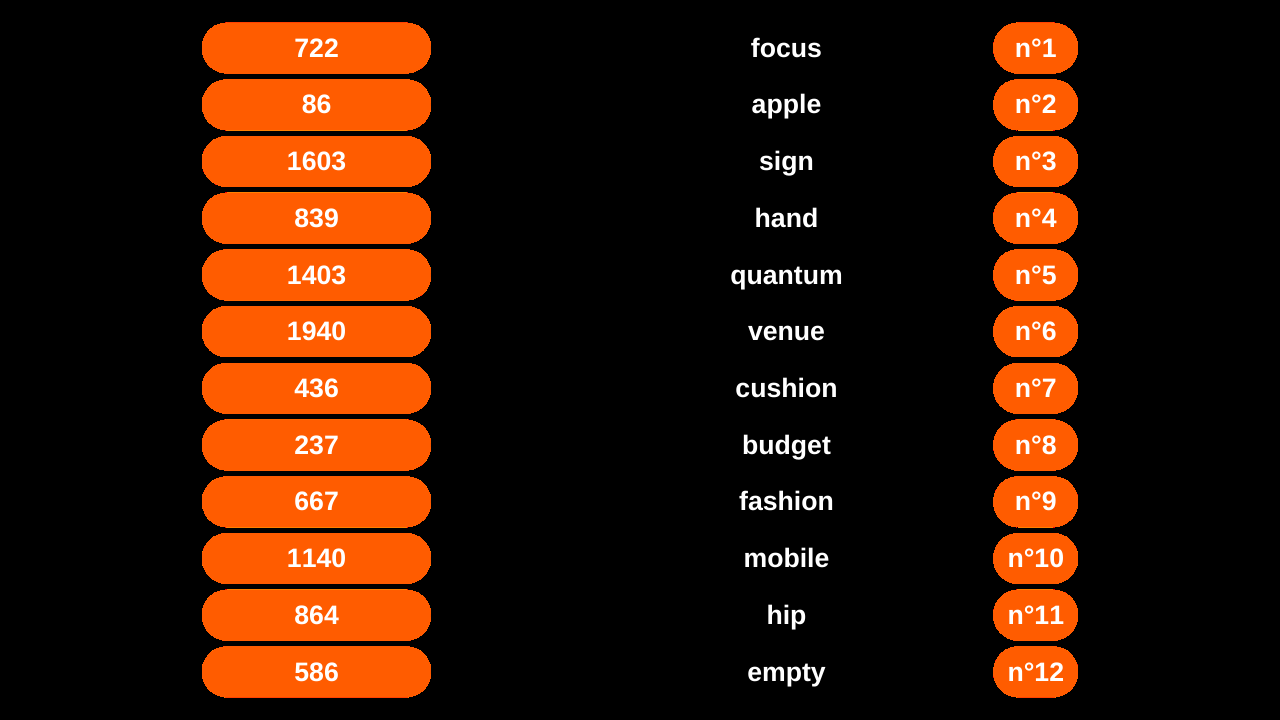 722 focus n°1
86 apple n°2
1603 sign n°3
839 hand n°4
1403 quantum n°5
1940 venue n°6
436 cushion n°7
237 budget n°8
667 fashion n°9
1140 mobile n°10
864 hip n°11
586 empty n°12